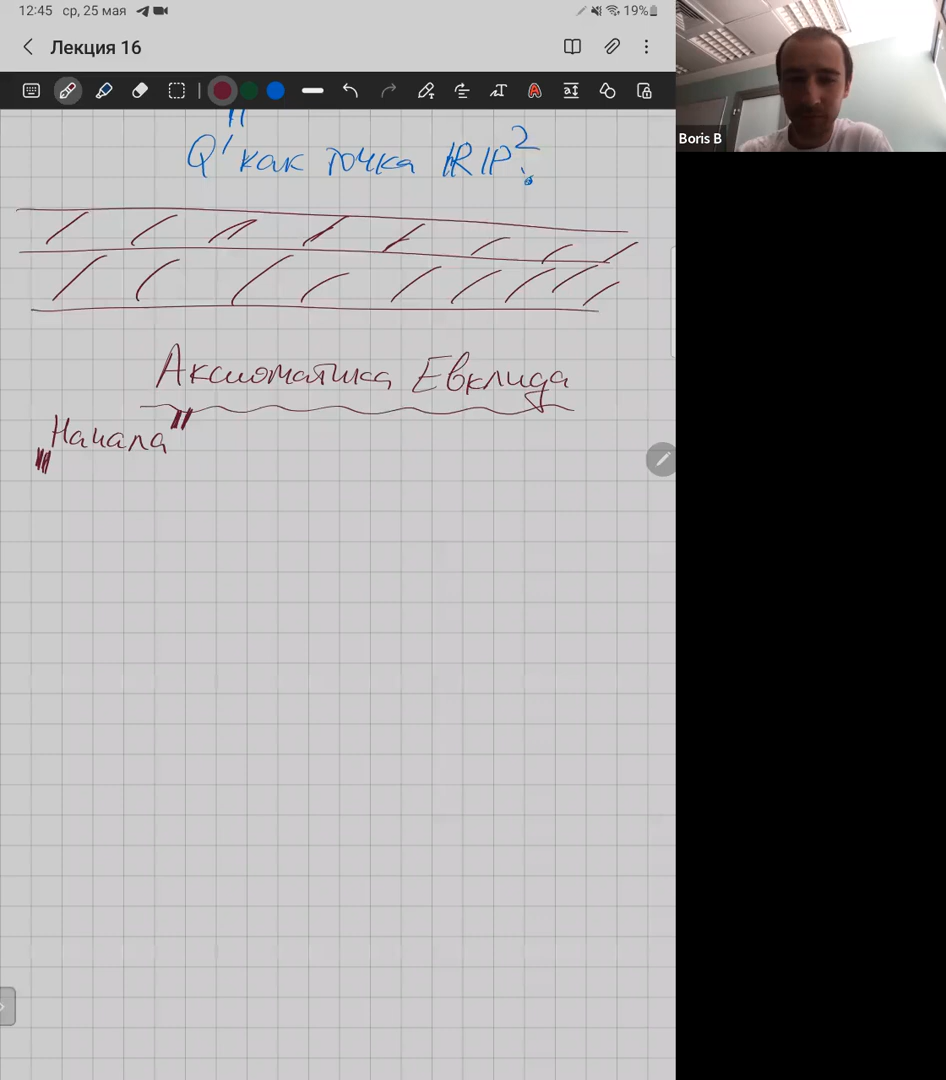 12:45 ср, 25 мая
19%
Лекция 16
Boris B
Q' как точка RP²
Аксиоматика Евклида
„Начала"